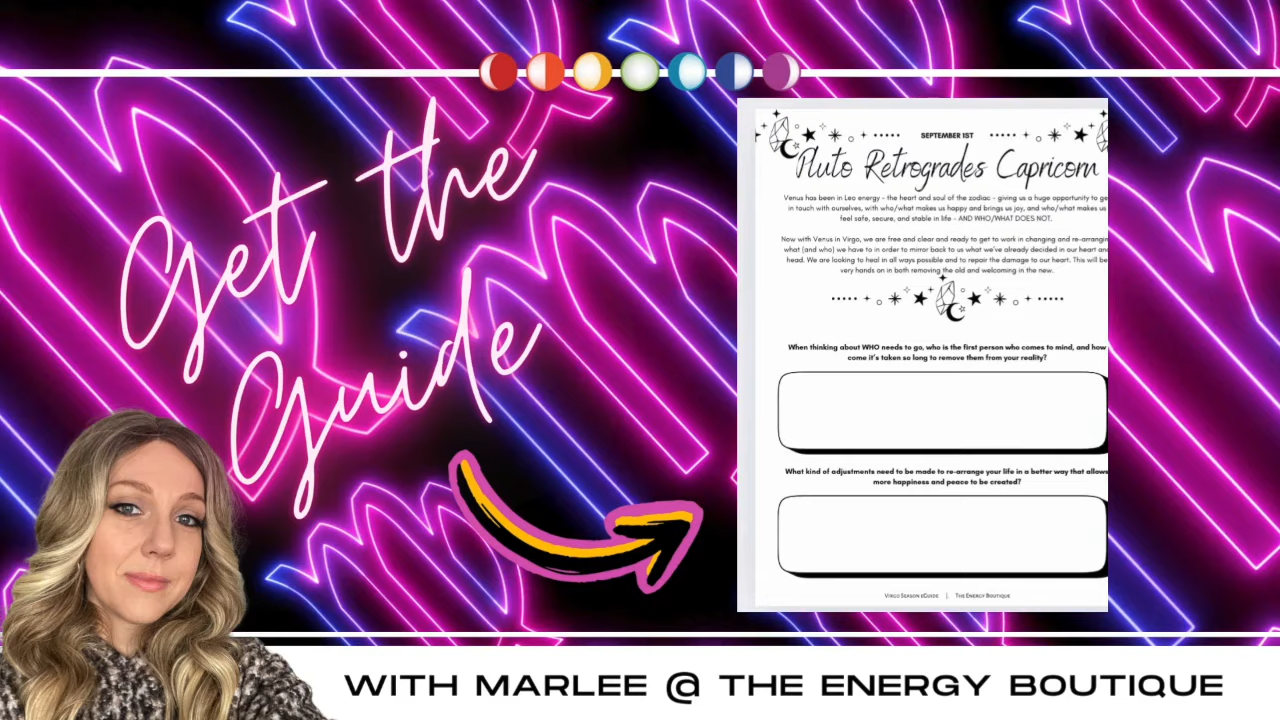 Get the
Guide
SEPTEMBER 1ST
Pluto Retrogrades Capricorn
Venus has been in Leo energy - the heart and soul of the zodiac - giving us a huge opportunity to ge
in touch with ourselves, with who/what makes us happy and brings us joy, and who/what makes us
feel safe, secure, and stable in life - AND WHO/WHAT DOES NOT.
Now with Venus in Virgo, we are free and clear and ready to get to work in changing and re-arrangin
what (and who) we have to in order to mirror back to us what we've already decided in our heart and
head. We are looking to heal in all ways possible and to repair the damage to our heart. This will be
very hands on in both removing the old and welcoming in the new.
When thinking about WHO needs to go, who is the first person who comes to mind, and how
come it's taken so long to remove them from your reality?
What kind of adjustments need to be made to re-arrange your life in a better way that allows
more happiness and peace to be created?
VIRGO SEASON EGUIDE | THE ENERGY BOUTIQUE
WITH MARLEE @ THE ENERGY BOUTIQUE